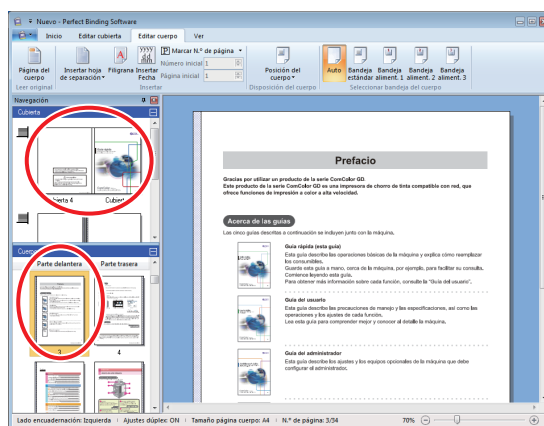 Nuevo - Perfect Binding Software
Inicio Editar cubierta Editar cuerpo Ver
Página del cuerpo
Insertar hoja de separación
Filigrana
Insertar Fecha
Marcar N.º de página
Número inicial 1
Página inicial 1
Posición del cuerpo
Auto
Bandeja estándar
Bandeja aliment. 1
Bandeja aliment. 2
Bandeja aliment. 3
Leer original Insertar Disposición del cuerpo Seleccionar bandeja del cuerpo
Navegación
Cubierta
Cubierta 4
Parte delantera Parte trasera
3 4
Prefacio
Gracias por utilizar un producto de la serie ComColor GD.
Este producto de la serie ComColor GD es una impresora de chorro de tinta compatible con red, que
ofrece funciones de impresión a color a alta velocidad.
Acerca de las guías
Las cinco guías descritas a continuación se incluyen junto con la máquina.
Guía rápida (esta guía)
Esta guía describe las operaciones básicas de la máquina y explica cómo reemplazar
los consumibles.
Guarde esta guía a mano, cerca de la máquina, por ejemplo, para facilitar su consulta.
Comience leyendo esta guía.
Para obtener más información sobre cada función, consulte la "Guía del usuario".
Guía del usuario
Esta guía describe las precauciones de manejo y las especificaciones, así como las
operaciones y los ajustes de cada función.
Lea esta guía para comprender mejor y conocer al detalle la máquina.
Guía del administrador
Esta guía describe los ajustes y los equipos opcionales de la máquina que debe
configurar el administrador.
Lado encuadernación: Izquierda Ajustes dúplex: ON Tamaño página cuerpo: A4 N.º de página: 3/34 70%